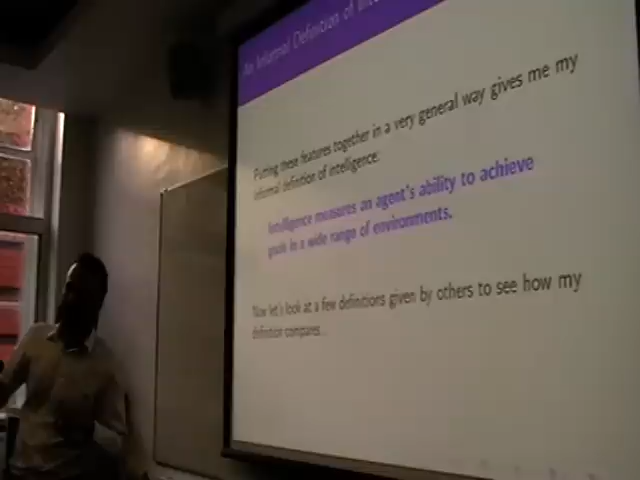 An Informal Definition of
Putting these features together in a very general way gives me my
informal definition of intelligence:
Intelligence measures an agent's ability to achieve
goals in a wide range of environments.
Now let's look at a few definitions given by others to see how my
definition compares...